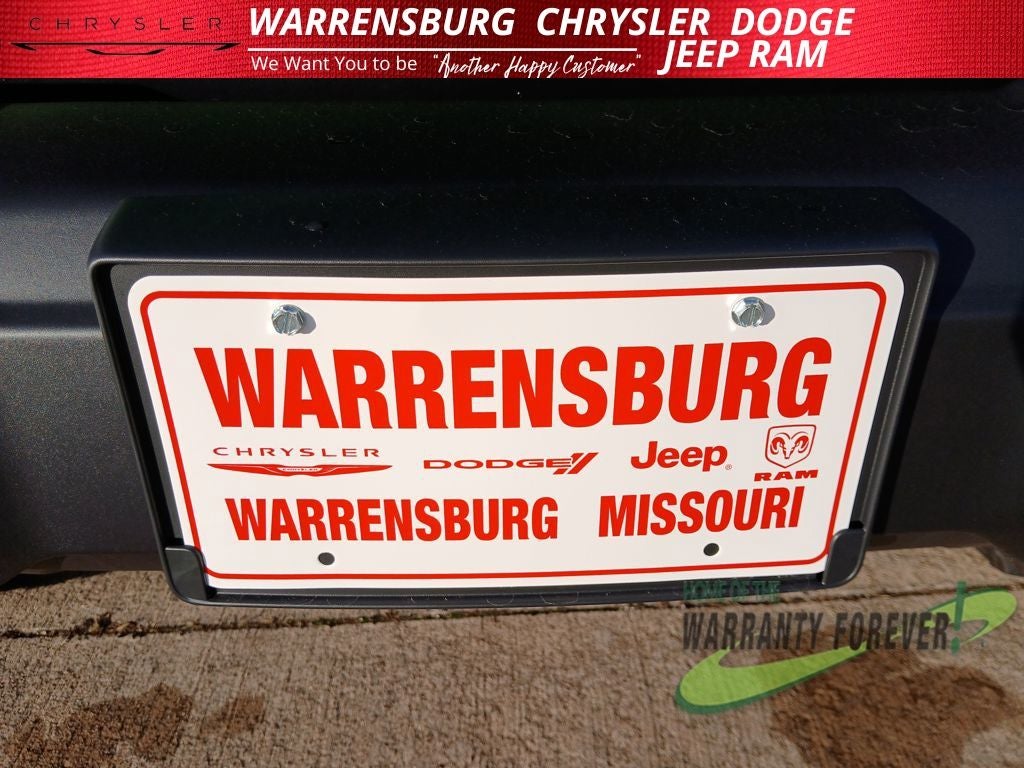 CHRYSLER
WARRENSBURG CHRYSLER DODGE
JEEP RAM
We Want You to be "Another Happy Customer"
WARRENSBURG
CHRYSLER DODGE Jeep® RAM
CHRYSLER
WARRENSBURG MISSOURI
HOME OF THE
WARRANTY FOREVER!